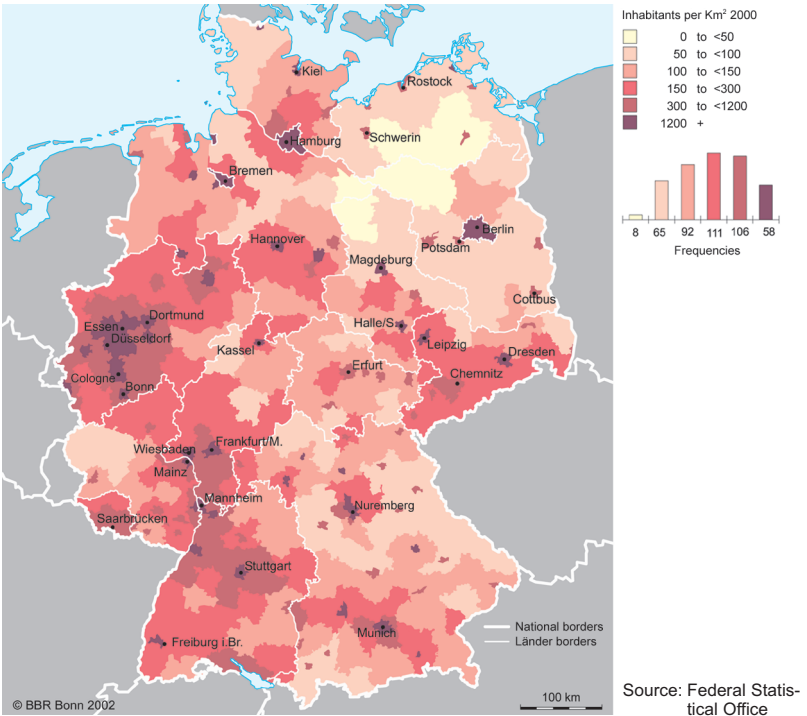 Inhabitants per Km² 2000
0 to <50
50 to <100
100 to <150
150 to <300
300 to <1200
1200 +
8 65 92 111 106 58
Frequencies
Kiel
Rostock
Schwerin
Hamburg
Bremen
Berlin
Hannover
Potsdam
Magdeburg
Cottbus
Dortmund
Essen
Halle/S.
Düsseldorf
Leipzig
Kassel
Dresden
Erfurt
Chemnitz
Cologne
Bonn
Frankfurt/M.
Wiesbaden
Mainz
Mannheim
Nuremberg
Saarbrücken
Stuttgart
Munich
Freiburg i.Br.
National borders
Länder borders
100 km
© BBR Bonn 2002
Source: Federal Statis-
tical Office